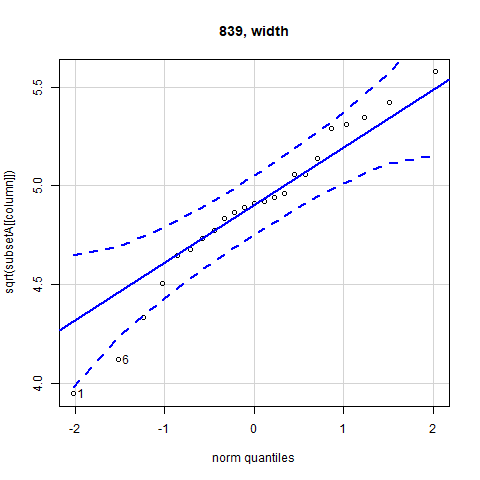 839, width
sqrt(subsetA[[column]])
5.5
5.0
4.5
4.0
6
1
-2 -1 0 1 2
norm quantiles